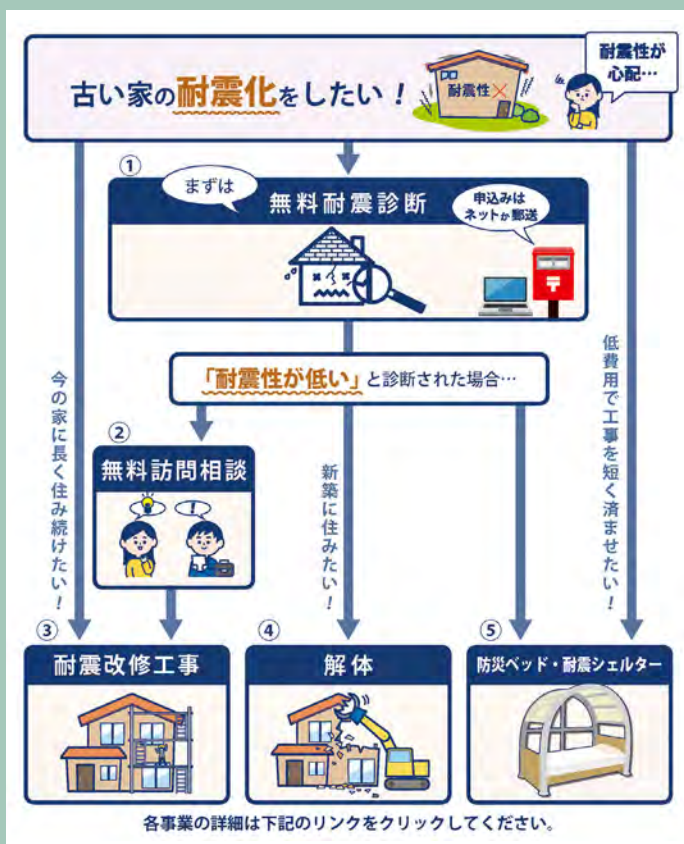 古い家の耐震化をしたい！
耐震性×
耐震性が
心配…
①
まずは
無料耐震診断
申込みは
ネットか郵送
〒
「耐震性が低い」と診断された場合…
今の家に長く住み続けたい！
②
無料訪問相談
！
新築に住みたい！
低費用で工事を短く済ませたい！
③
耐震改修工事
④
解体
⑤
防災ベッド・耐震シェルター
各事業の詳細は下記のリンクをクリックしてください。